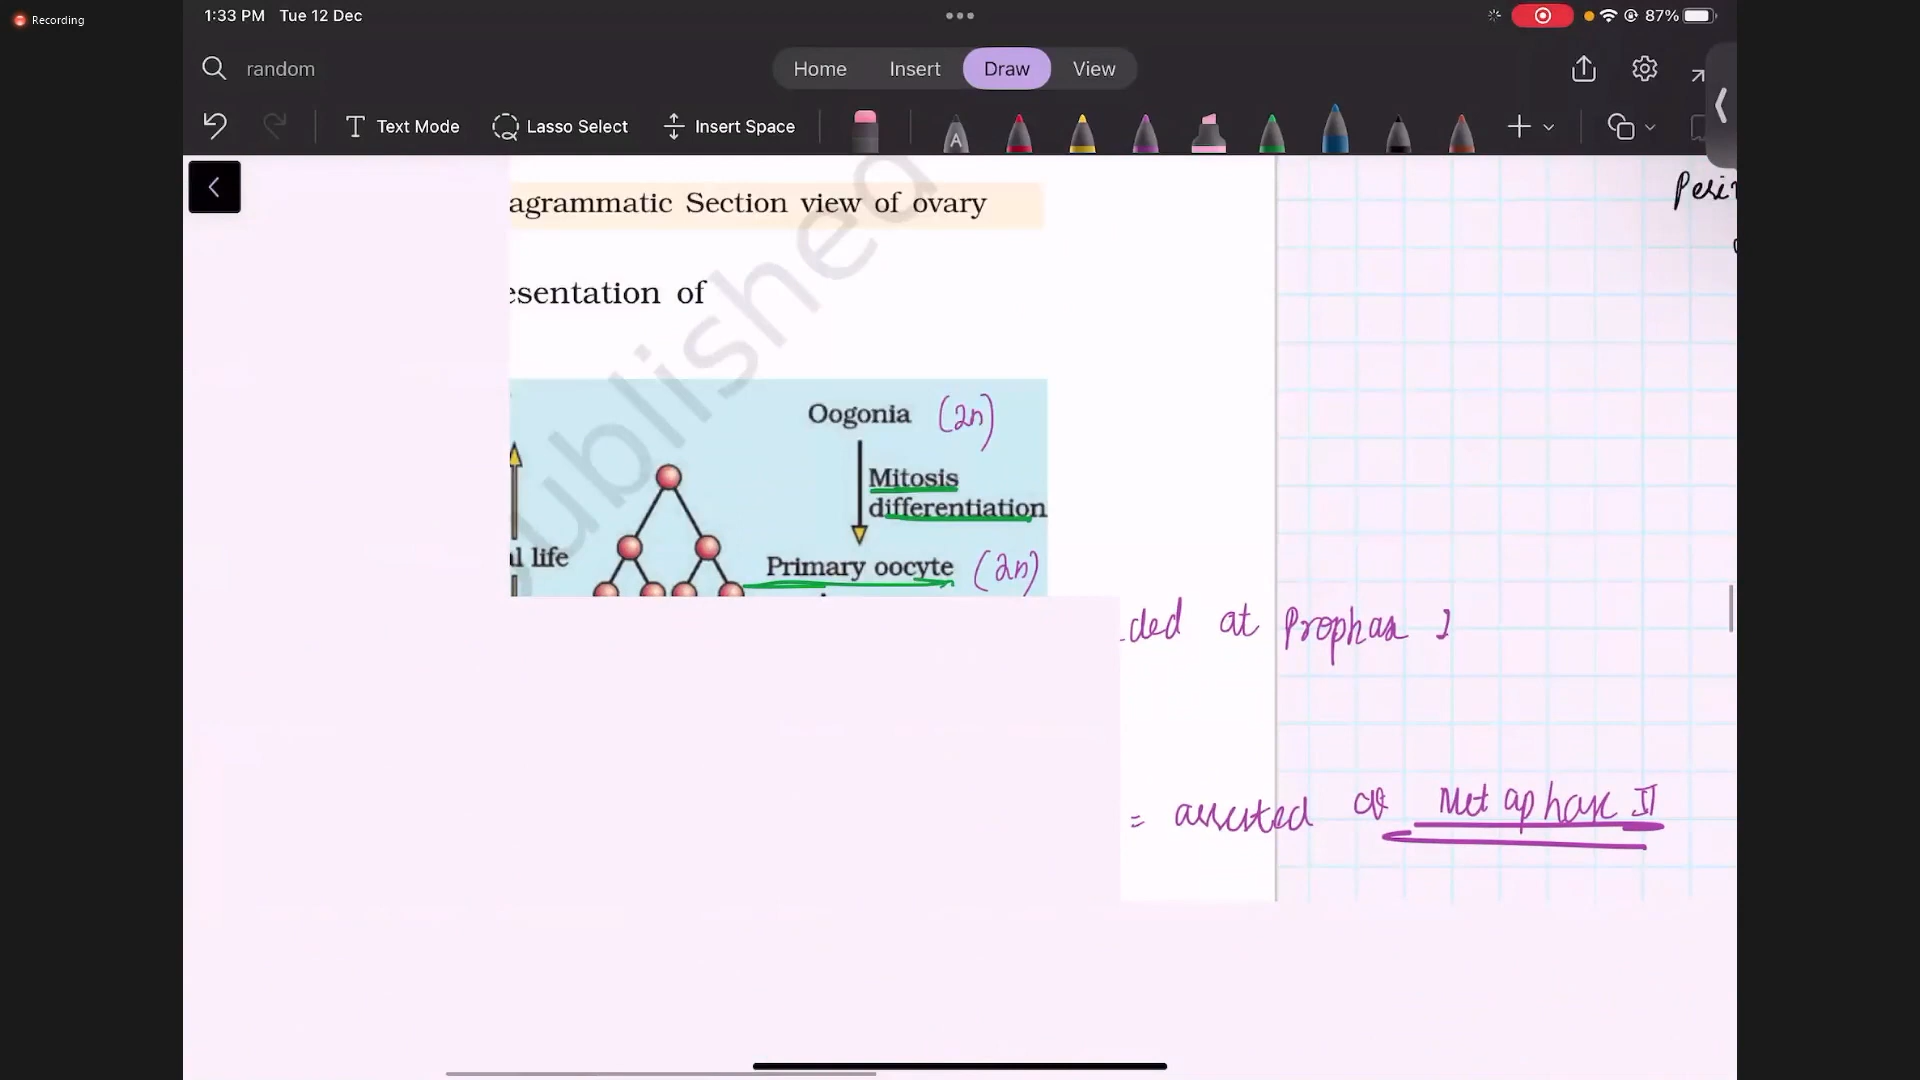 Recording
1:33 PM Tue 12 Dec
87%
random
Home Insert Draw View
Text Mode Lasso Select Insert Space
A
agrammatic Section view of ovary
esentation of
ublished
Oogonia (2n)
Mitosis
differentiation
l life
Primary oocyte (2n)
ded at Prophase I
= arrested at Metaphase II